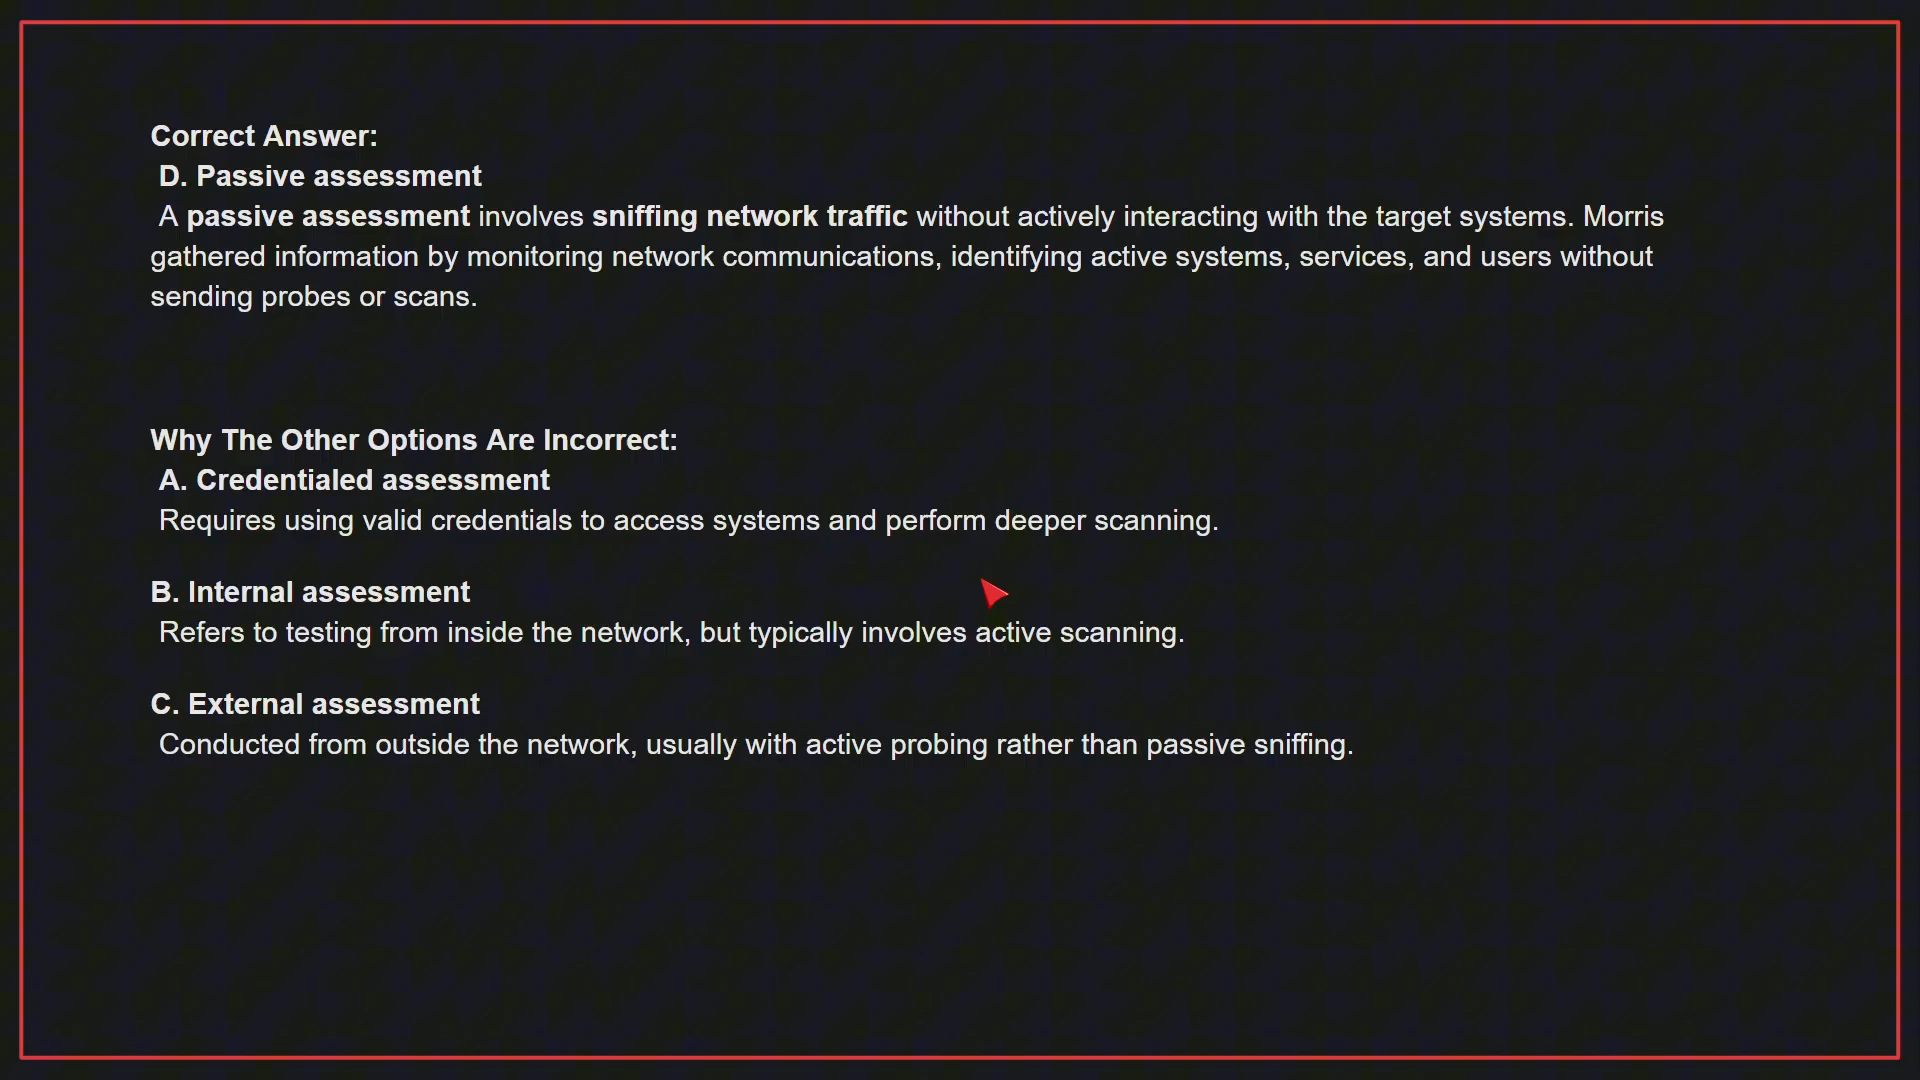 Correct Answer:
D. Passive assessment
A passive assessment involves sniffing network traffic without actively interacting with the target systems. Morris
gathered information by monitoring network communications, identifying active systems, services, and users without
sending probes or scans.
Why The Other Options Are Incorrect:
A. Credentialed assessment
Requires using valid credentials to access systems and perform deeper scanning.
B. Internal assessment
Refers to testing from inside the network, but typically involves active scanning.
C. External assessment
Conducted from outside the network, usually with active probing rather than passive sniffing.